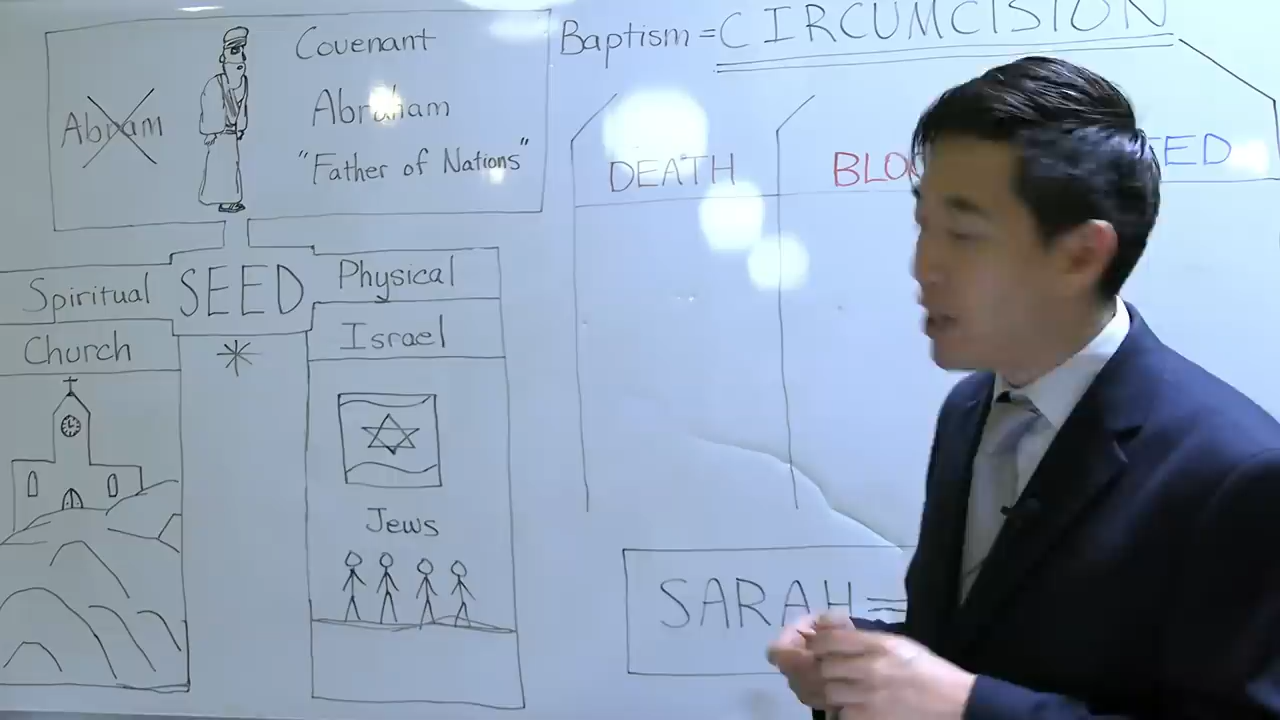 Covenant
Abram
Abraham
"Father of Nations"
Baptism = CIRCUMCISION
DEATH
Spiritual
SEED
Physical
Church
Israel
Jews
SARAH =